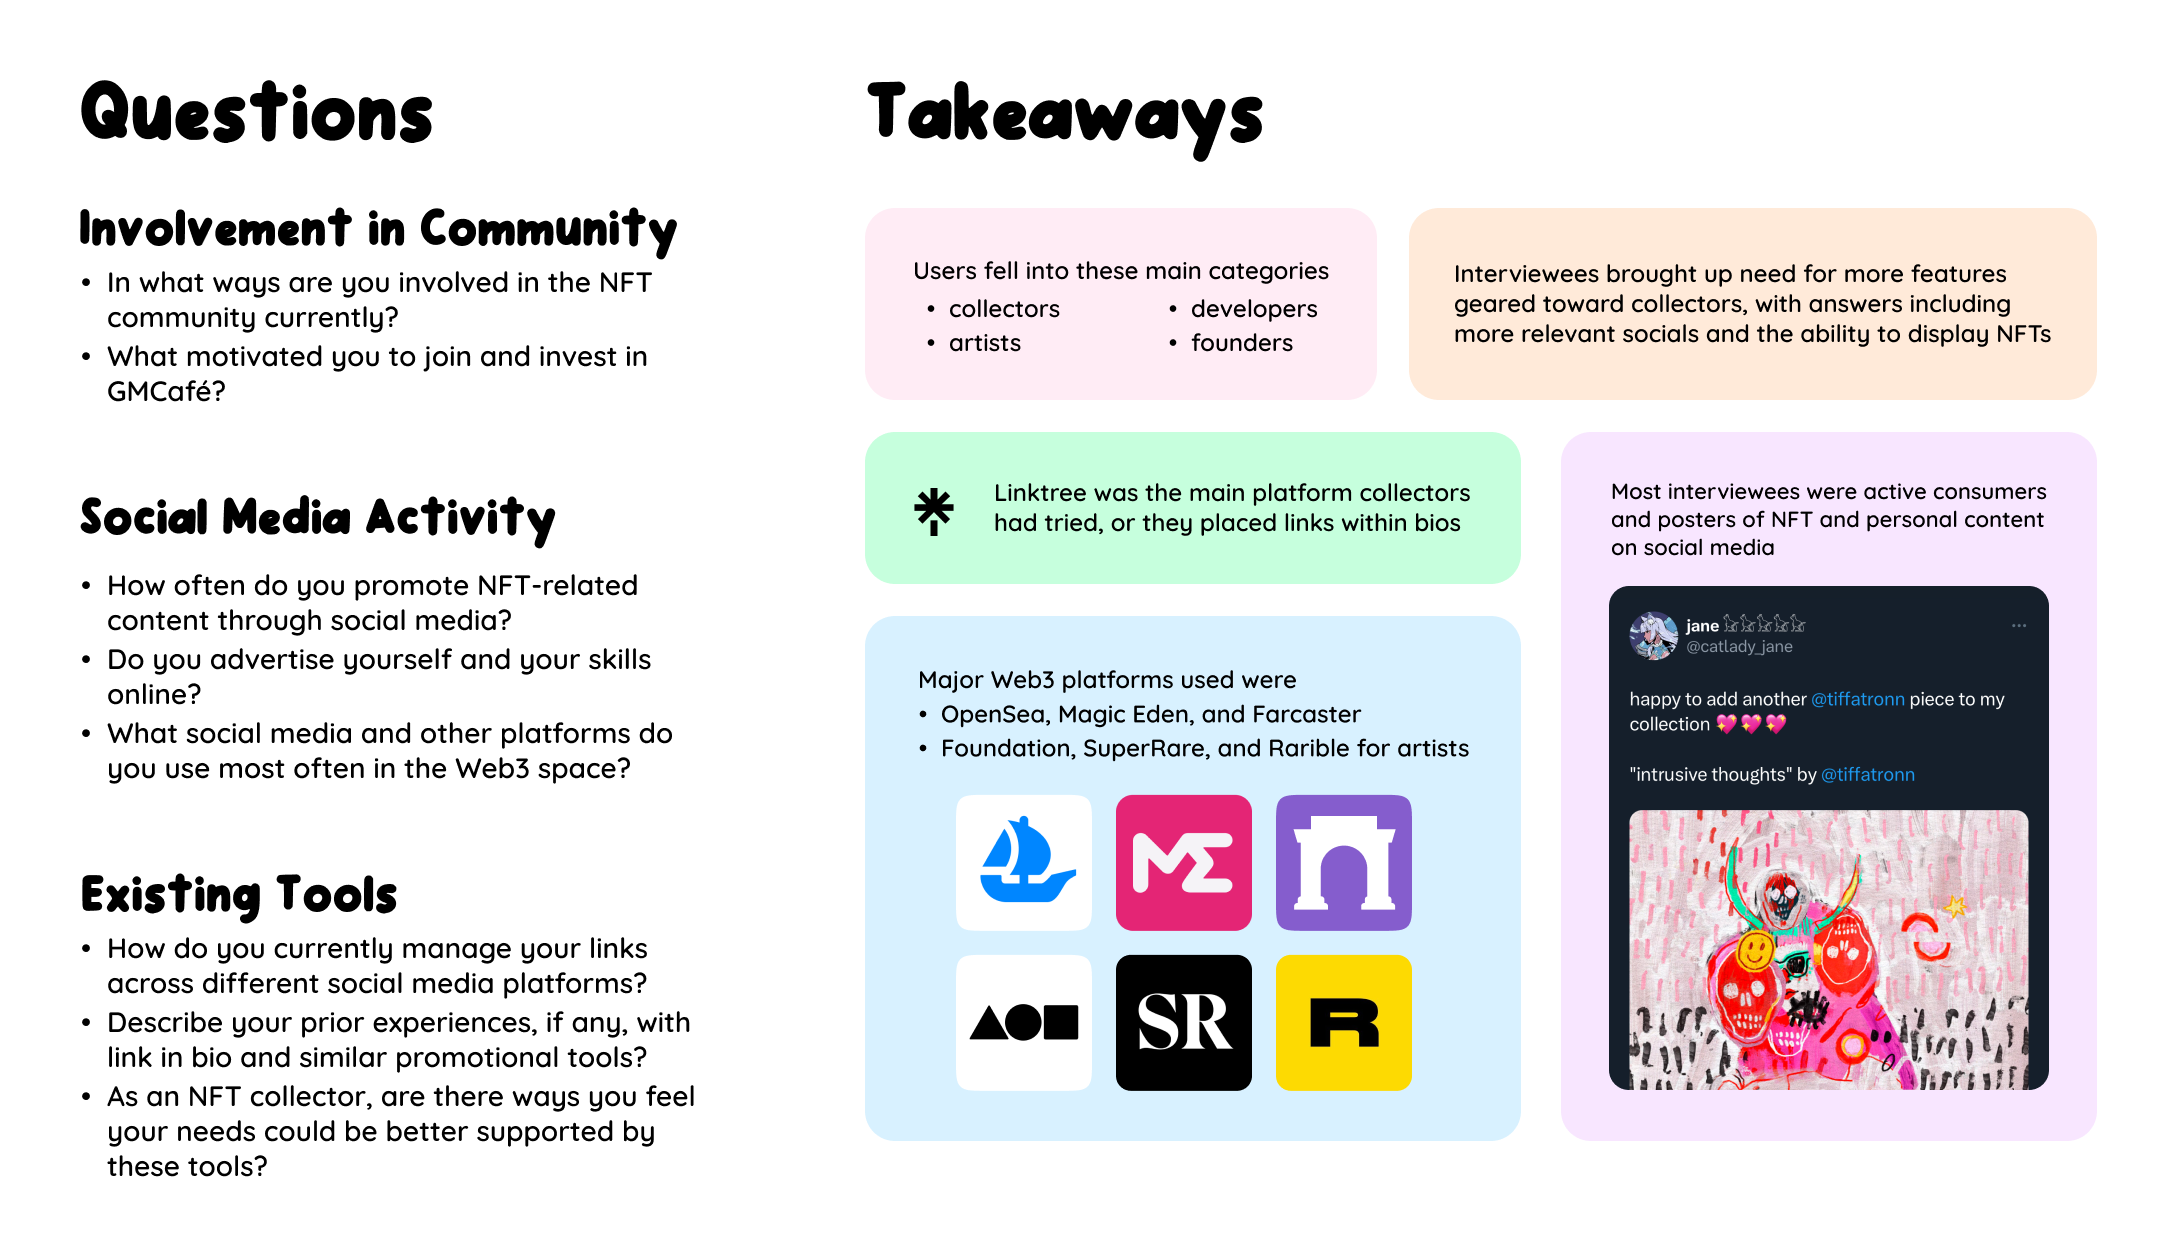 Questions
Involvement in Community
• In what ways are you involved in the NFT
community currently?
• What motivated you to join and invest in
GMCafé?
Social Media Activity
• How often do you promote NFT-related
content through social media?
• Do you advertise yourself and your skills
online?
• What social media and other platforms do
you use most often in the Web3 space?
Existing Tools
• How do you currently manage your links
across different social media platforms?
• Describe your prior experiences, if any, with
link in bio and similar promotional tools?
• As an NFT collector, are there ways you feel
your needs could be better supported by
these tools?
Takeaways
Users fell into these main categories
• collectors
• artists
• developers
• founders
Interviewees brought up need for more features
geared toward collectors, with answers including
more relevant socials and the ability to display NFTs
Linktree was the main platform collectors
had tried, or they placed links within bios
Major Web3 platforms used were
• OpenSea, Magic Eden, and Farcaster
• Foundation, SuperRare, and Rarible for artists
ME
SR
R
Most interviewees were active consumers
and posters of NFT and personal content
on social media
jane
@catlady_jane
happy to add another @tiffatronn piece to my
collection 💖💖💖
"intrusive thoughts" by @tiffatronn